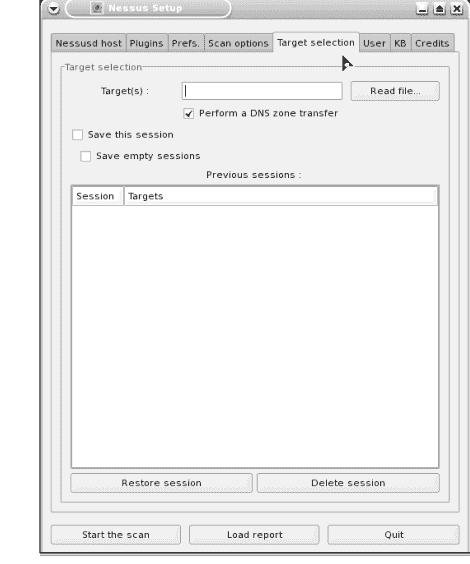 Nessus Setup
Nessusd host Plugins Prefs. Scan options Target selection User KB Credits
Target selection
Target(s) : Read file...
Perform a DNS zone transfer
Save this session
Save empty sessions
Previous sessions :
Session Targets
Restore session Delete session
Start the scan Load report Quit